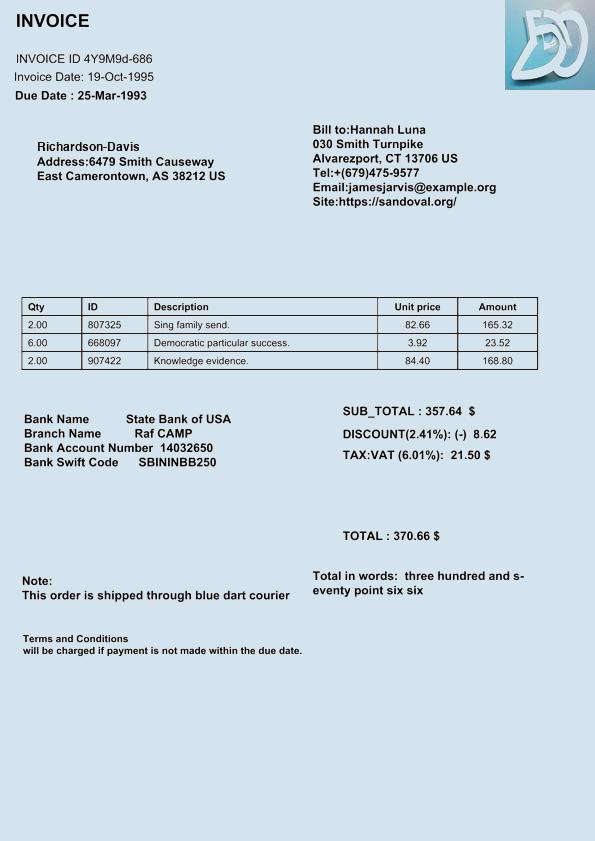 INVOICE
INVOICE ID 4Y9M9d-686
Invoice Date: 19-Oct-1995
Due Date : 25-Mar-1993
Richardson-Davis
Address:6479 Smith Causeway
East Camerontown, AS 38212 US
Bill to:Hannah Luna
030 Smith Turnpike
Alvarezport, CT 13706 US
Tel:+(679)475-9577
Email:jamesjarvis@example.org
Site:https://sandoval.org/
Qty ID Description Unit price Amount
2.00 807325 Sing family send. 82.66 165.32
6.00 668097 Democratic particular success. 3.92 23.52
2.00 907422 Knowledge evidence. 84.40 168.80
Bank Name State Bank of USA
Branch Name Raf CAMP
Bank Account Number 14032650
Bank Swift Code SBININBB250
SUB_TOTAL : 357.64 $
DISCOUNT(2.41%): (-) 8.62
TAX:VAT (6.01%): 21.50 $
TOTAL : 370.66 $
Total in words: three hundred and s-
eventy point six six
Note:
This order is shipped through blue dart courier
Terms and Conditions
will be charged if payment is not made within the due date.